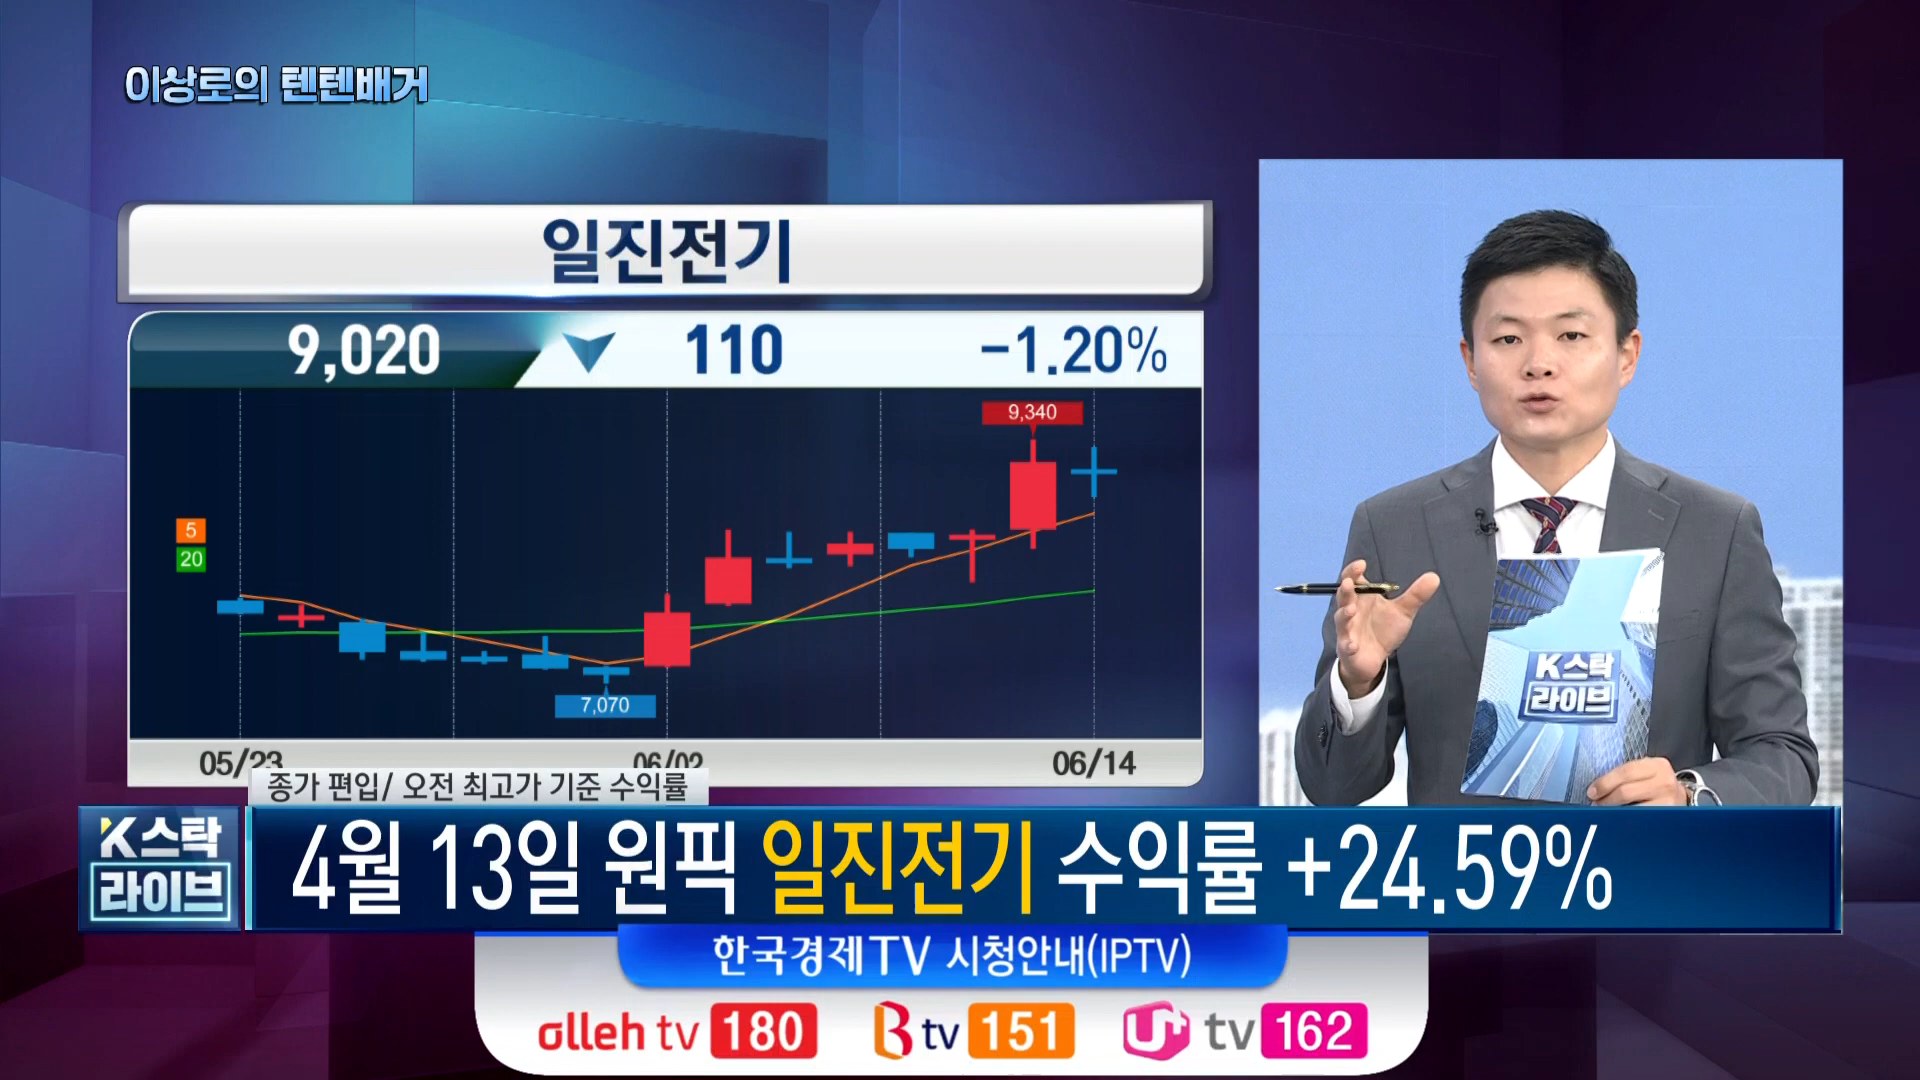 이상로의 텐텐배거
일진전기
9,020 ▼ 110 -1.20%
9,340
5
20
7,070
05/23 06/02 06/14
종가 편입/ 오전 최고가 기준 수익률
K스탁
라이브
4월 13일 원픽 일진전기 수익률 +24.59%
K스탁
라이브
한국경제TV 시청안내(IPTV)
olleh tv 180 B tv 151 U+ tv 162